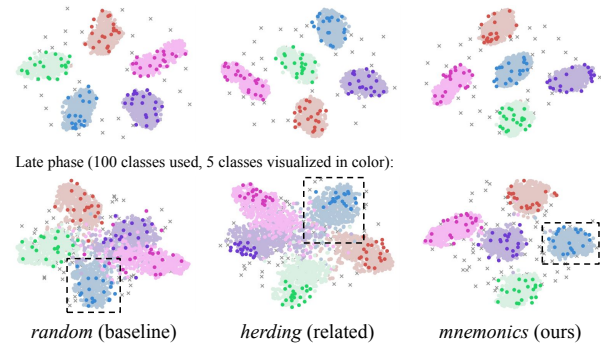 Late phase (100 classes used, 5 classes visualized in color):
random (baseline) herding (related) mnemonics (ours)